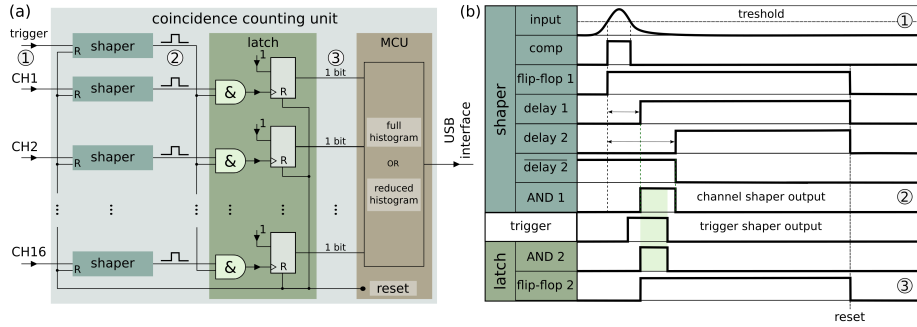 (a)
coincidence counting unit
trigger
①
R
shaper
②
latch
③
MCU
CH1
R
shaper
&
1
R
1 bit
CH2
R
shaper
&
1
R
1 bit
full
histogram
OR
reduced
histogram
USB
interface
CH16
R
shaper
&
1
R
1 bit
reset
(b)
shaper
input
treshold
①
comp
flip-flop 1
delay 1
delay 2
delay 2
AND 1
channel shaper output
②
trigger
trigger shaper output
latch
AND 2
flip-flop 2
③
reset